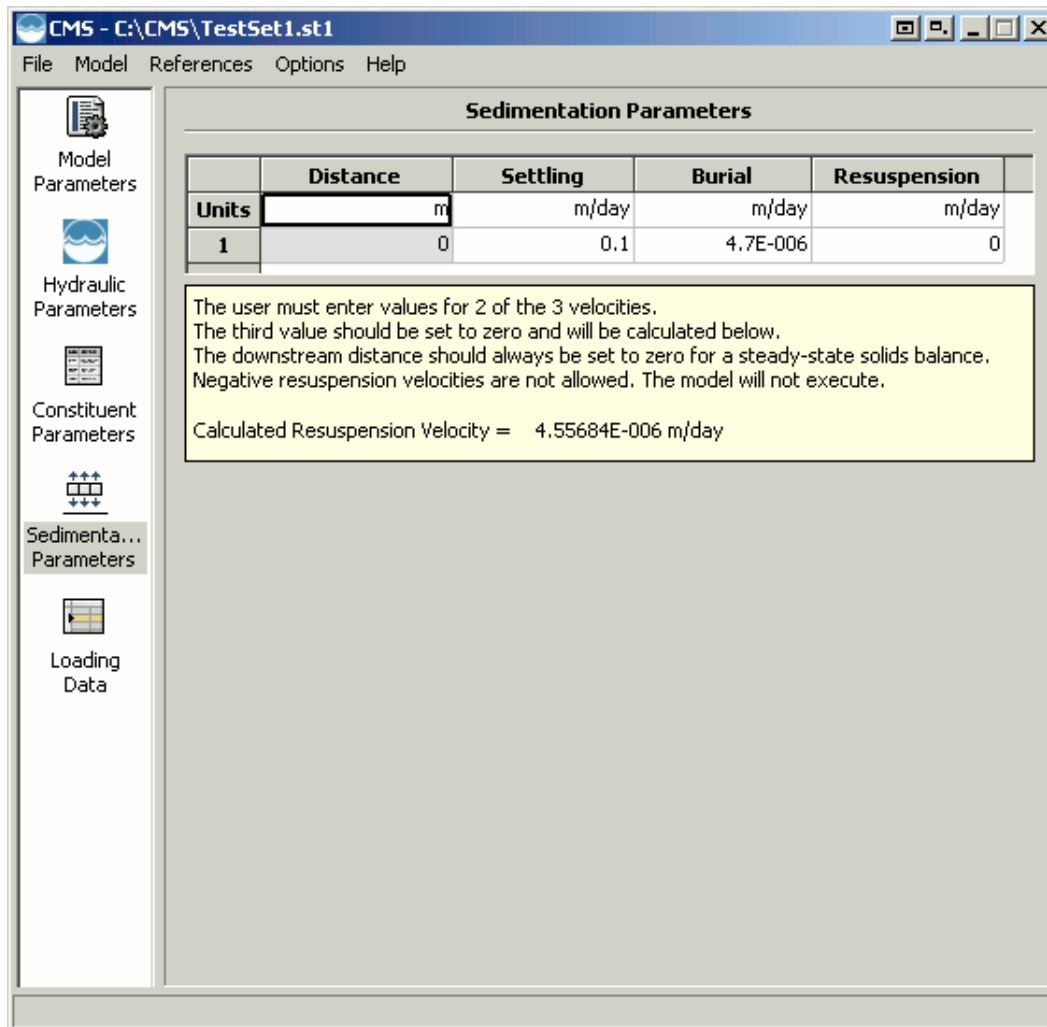 CMS - C:\CMS\TestSet1.st1
File Model References Options Help
Model
Parameters
Hydraulic
Parameters
Constituent
Parameters
Sedimenta...
Parameters
Loading
Data
Sedimentation Parameters
Distance Settling Burial Resuspension
Units m m/day m/day m/day
1 0 0.1 4.7E-006 0
The user must enter values for 2 of the 3 velocities.
The third value should be set to zero and will be calculated below.
The downstream distance should always be set to zero for a steady-state solids balance.
Negative resuspension velocities are not allowed. The model will not execute.
Calculated Resuspension Velocity = 4.55684E-006 m/day